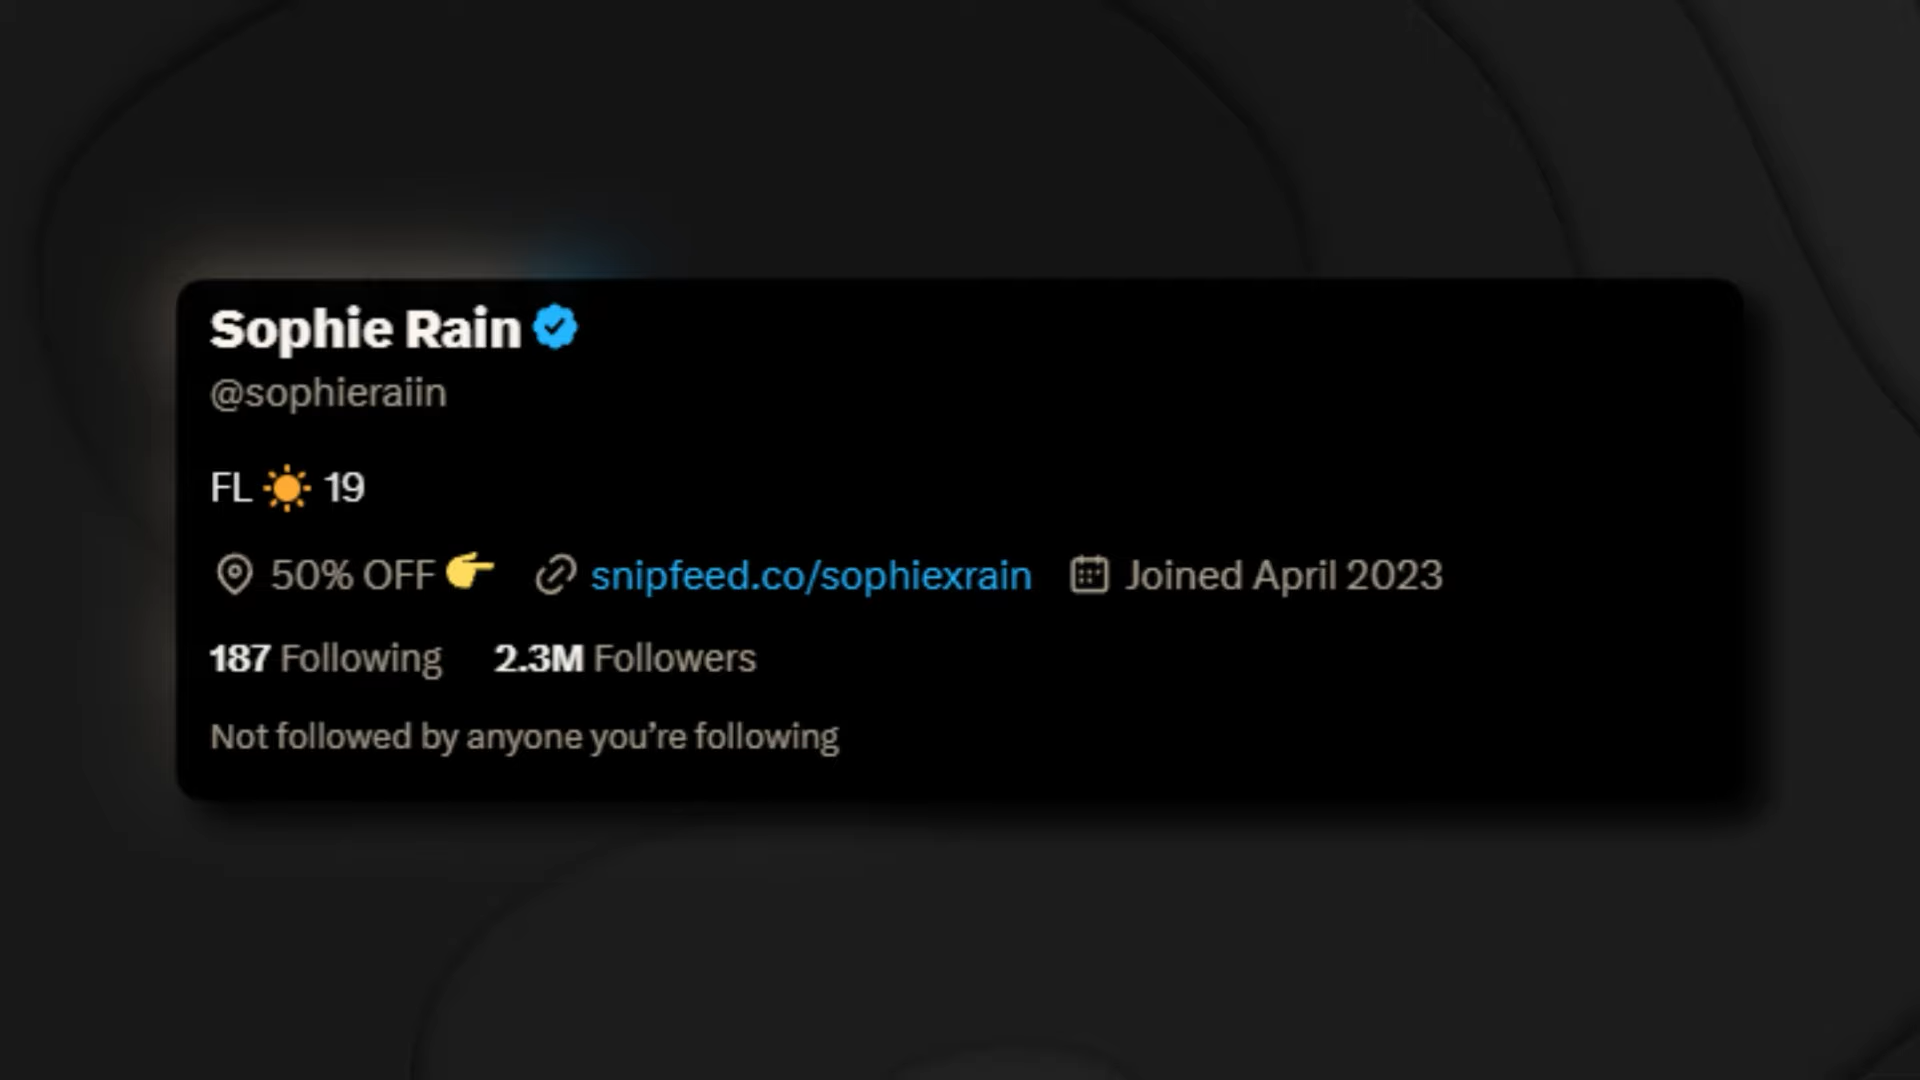 Sophie Rain
@sophieraiin
FL ☀️ 19
50% OFF 👉 snipfeed.co/sophiexrain Joined April 2023
187 Following 2.3M Followers
Not followed by anyone you’re following